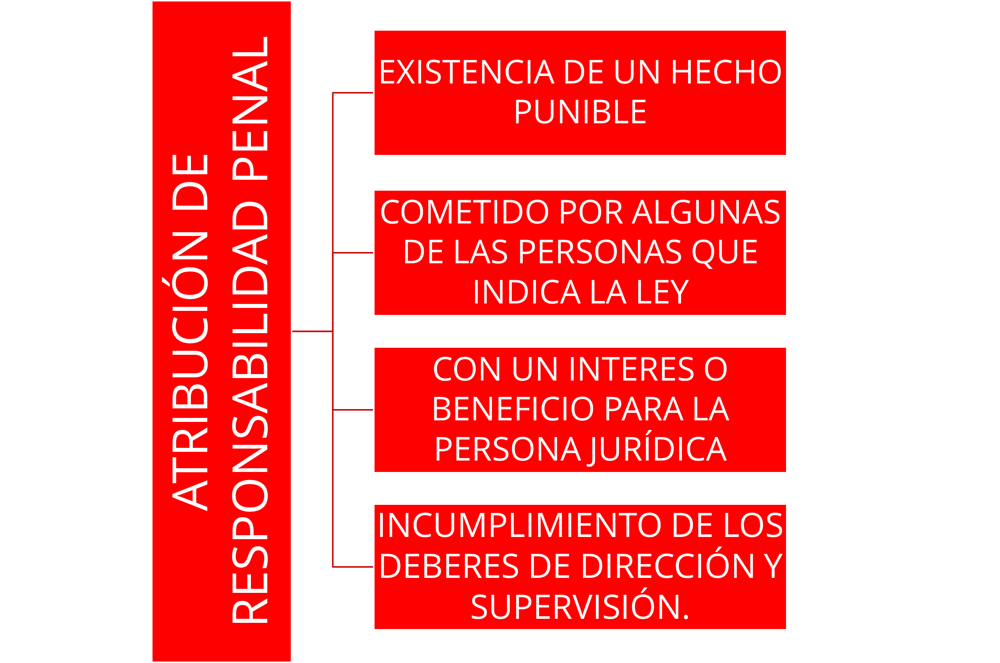 ATRIBUCIÓN DE
RESPONSABILIDAD PENAL
EXISTENCIA DE UN HECHO
PUNIBLE
COMETIDO POR ALGUNAS
DE LAS PERSONAS QUE
INDICA LA LEY
CON UN INTERES O
BENEFICIO PARA LA
PERSONA JURÍDICA
INCUMPLIMIENTO DE LOS
DEBERES DE DIRECCIÓN Y
SUPERVISIÓN.